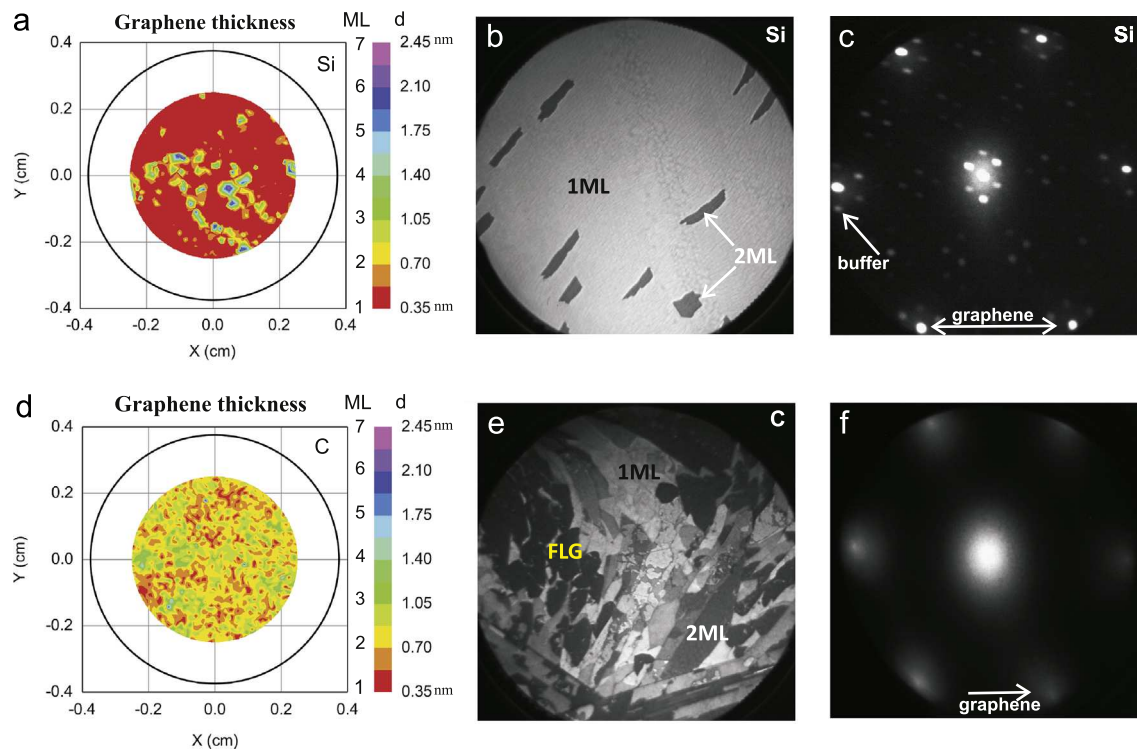 a
Graphene thickness
ML
d
Si
7
6
5
4
3
2
1
2.45 nm
2.10
1.75
1.40
1.05
0.70
0.35 nm
0.4
0.2
0.0
-0.2
-0.4
Y (cm)
-0.4 -0.2 0.0 0.2 0.4
X (cm)
b
Si
1ML
2ML
c
Si
buffer
graphene
d
Graphene thickness
ML
d
C
7
6
5
4
3
2
1
2.45 nm
2.10
1.75
1.40
1.05
0.70
0.35 nm
0.4
0.2
0.0
-0.2
-0.4
Y (cm)
-0.4 -0.2 0.0 0.2 0.4
X (cm)
e
C
1ML
FLG
2ML
f
graphene